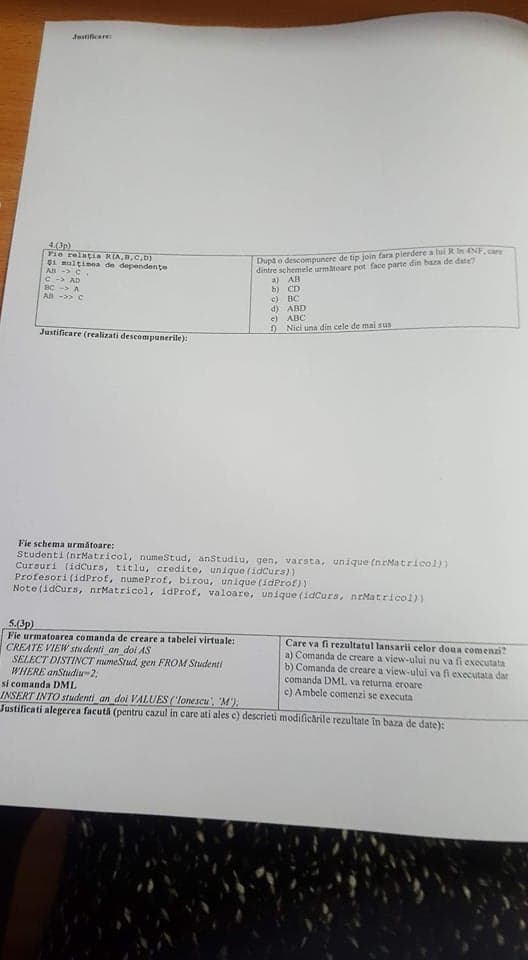 Justificare:
4.(3p)
Fie relația R(A,B,C,D)
Și mulțimea de dependențe
AB -> C ,
C -> AD
BC -> A
AB ->> C
După o descompunere de tip join fara pierdere a lui R în 4NF, care
dintre schemele următoare pot face parte din baza de date?
a) AB
b) CD
c) BC
d) ABD
e) ABC
f) Nici una din cele de mai sus
Justificare (realizati descompunerile):
Fie schema următoare:
Studenti(nrMatricol, numeStud, anStudiu, gen, varsta, unique(nrMatricol))
Cursuri (idCurs, titlu, credite, unique(idCurs))
Profesori(idProf, numeProf, birou, unique(idProf))
Note(idCurs, nrMatricol, idProf, valoare, unique(idCurs, nrMatricol))
5.(3p)
Fie urmatoarea comanda de creare a tabelei virtuale:
CREATE VIEW studenti_an_doi AS
SELECT DISTINCT numeStud, gen FROM Studenti
WHERE anStudiu=2;
si comanda DML
INSERT INTO studenti_an_doi VALUES ('Ionescu', 'M');
Care va fi rezultatul lansarii celor doua comenzi?
a) Comanda de creare a view-ului nu va fi executata
b) Comanda de creare a view-ului va fi executata dar
comanda DML va returna eroare
c) Ambele comenzi se executa
Justificati alegerea facută (pentru cazul in care ati ales c) descrieti modificările rezultate în baza de date):